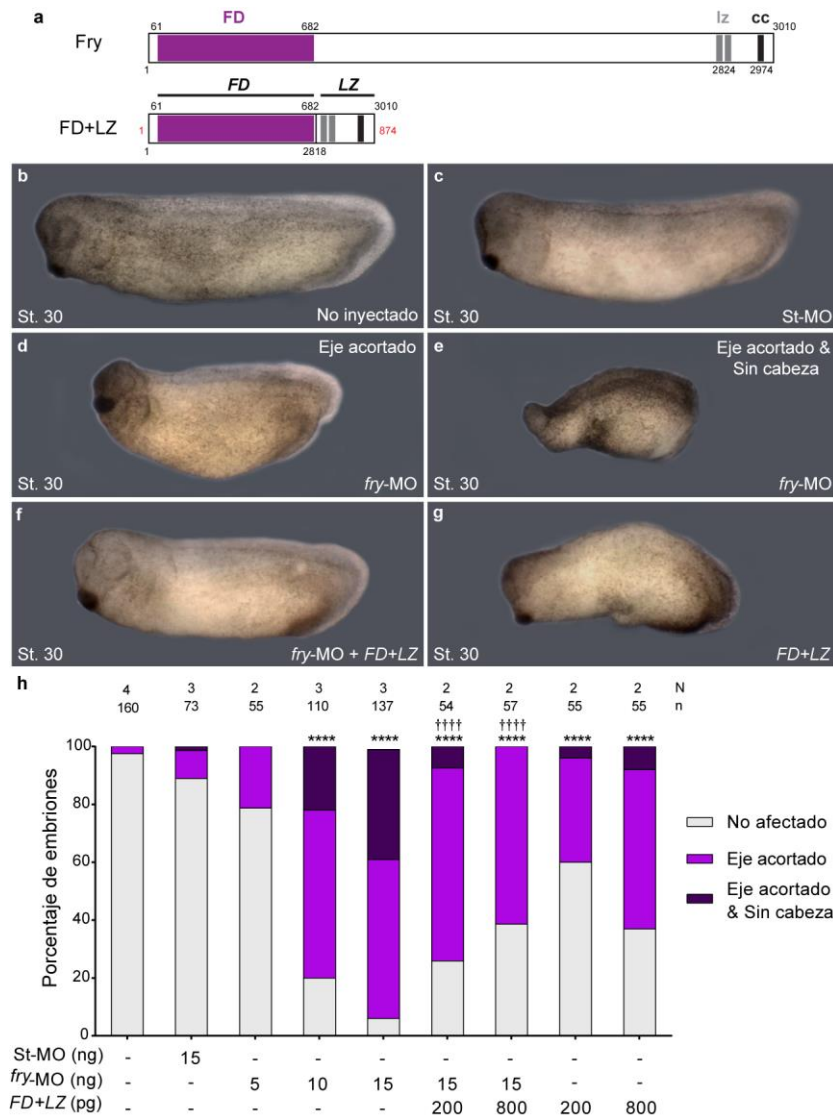 a
61 FD 682 lz cc 3010
Fry
1 2824 2974
FD LZ
61 682 3010
FD+LZ 1 874
1 2818
b
St. 30 No inyectado
c
St. 30 St-MO
d Eje acortado
St. 30 fry-MO
e Eje acortado &
Sin cabeza
St. 30 fry-MO
f
St. 30 fry-MO + FD+LZ
g
St. 30 FD+LZ
h
4 3 2 3 3 2 2 2 2 N
160 73 55 110 137 54 57 55 55 n
†††† ††††
**** **** **** **** **** ****
Porcentaje de embriones
100
80
60
40
20
0
No afectado
Eje acortado
Eje acortado
& Sin cabeza
St-MO (ng) - 15 - - - - - - -
fry-MO (ng) - - 5 10 15 15 15 - -
FD+LZ (pg) - - - - - 200 800 200 800